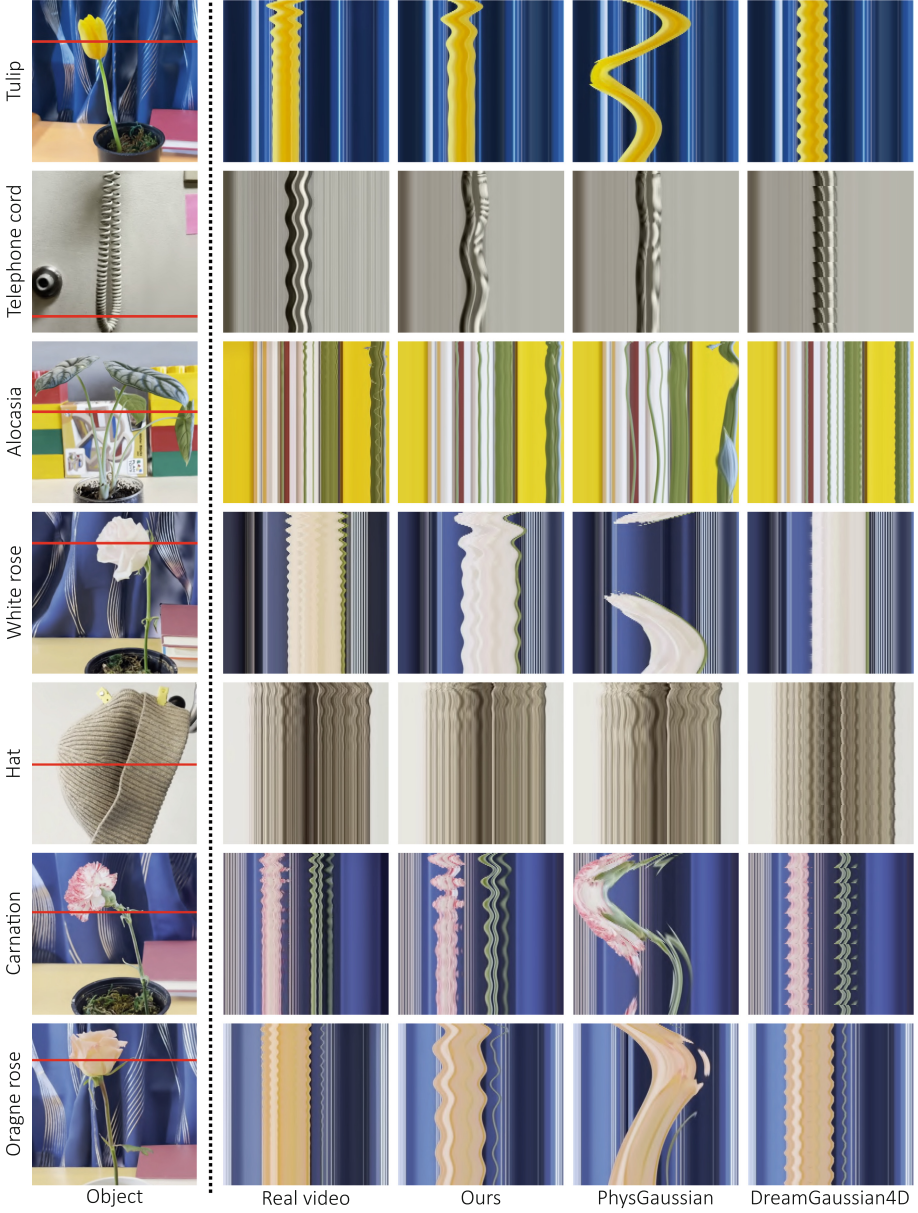 Tulip
Telephone cord
Alocasia
White rose
Hat
Carnation
Oragne rose
Object
Real video
Ours
PhysGaussian
DreamGaussian4D